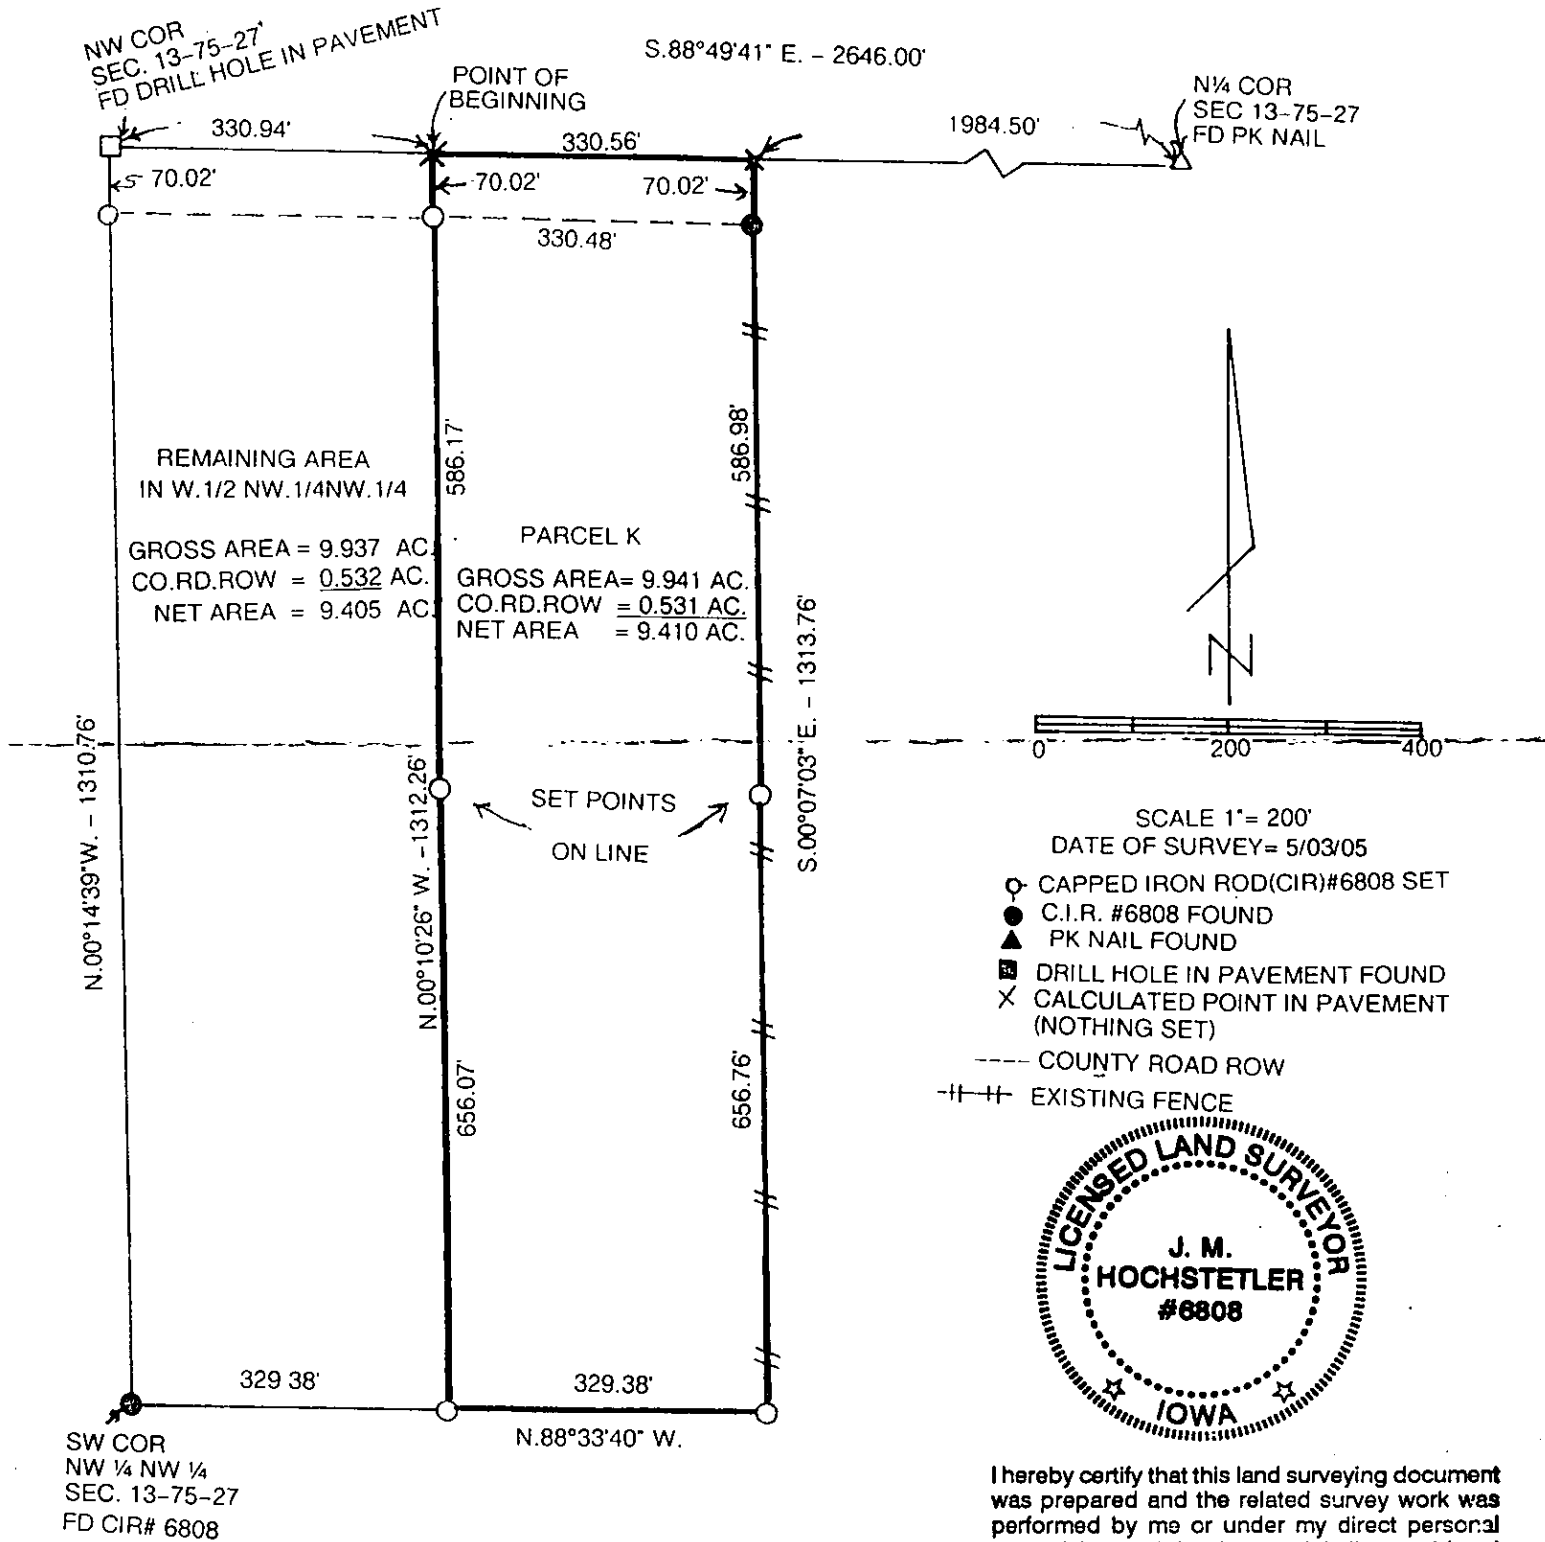 NW COR
SEC. 13-75-27'
FD DRILL HOLE IN PAVEMENT
S.88°49'41" E. - 2646.00'
POINT OF
BEGINNING
N¼ COR
SEC 13-75-27
FD PK NAIL
330.94'
330.56'
1984.50'
70.02'
70.02'
70.02'
330.48'
586.17'
586.98'
REMAINING AREA
IN W.1/2 NW.1/4NW.1/4
GROSS AREA = 9.937 AC.
CO.RD.ROW = 0.532 AC.
NET AREA = 9.405 AC.
PARCEL K
GROSS AREA= 9.941 AC.
CO.RD.ROW = 0.531 AC.
NET AREA = 9.410 AC.
N.00°14'39"W. - 1310.76'
N.00°10'26" W. -1312.26'
S.00°07'03" E. - 1313.76'
SET POINTS
ON LINE
656.07'
656.76'
329 38'
329.38'
N.88°33'40" W.
SW COR
NW ¼ NW ¼
SEC. 13-75-27
FD CIR# 6808
N
0 200 400
SCALE 1"= 200'
DATE OF SURVEY= 5/03/05
CAPPED IRON ROD(CIR)#6808 SET
C.I.R. #6808 FOUND
PK NAIL FOUND
DRILL HOLE IN PAVEMENT FOUND
CALCULATED POINT IN PAVEMENT
(NOTHING SET)
COUNTY ROAD ROW
EXISTING FENCE
LICENSED LAND SURVEYOR
J. M.
HOCHSTETLER
#6808
IOWA
I hereby certify that this land surveying document
was prepared and the related survey work was
performed by me or under my direct personal